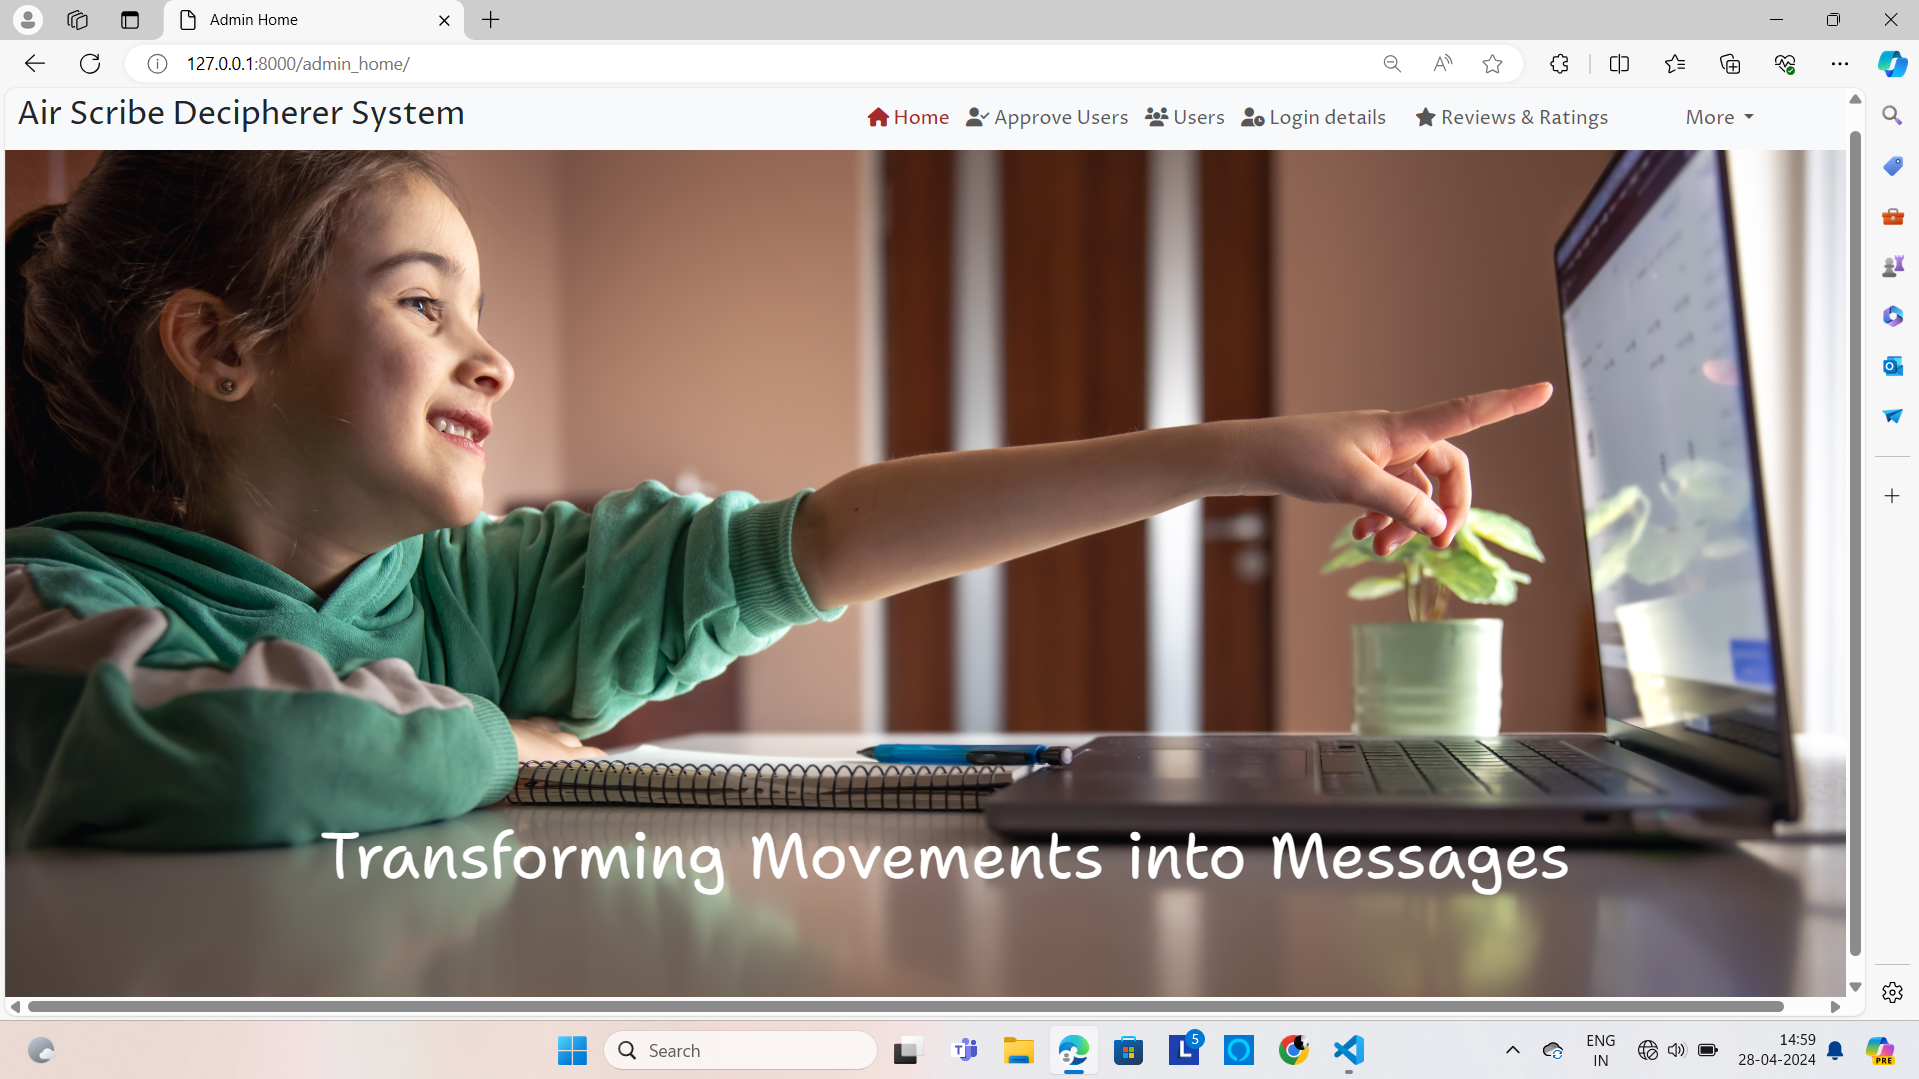 Admin Home
127.0.0.1:8000/admin_home/
Air Scribe Decipherer System
Home Approve Users Users Login details Reviews & Ratings More
Transforming Movements into Messages
Search
5
ENG
IN
14:59
28-04-2024
PRE